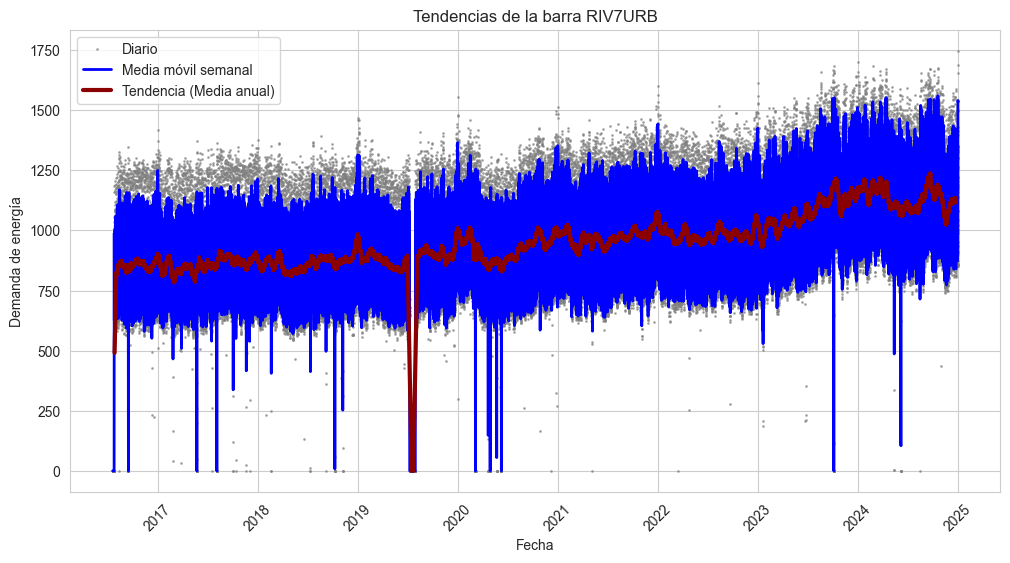 Tendencias de la barra RIV7URB
Diario
Media móvil semanal
Tendencia (Media anual)
Demanda de energía
1750
1500
1250
1000
750
500
250
0
2017
2018
2019
2020
2021
2022
2023
2024
2025
Fecha